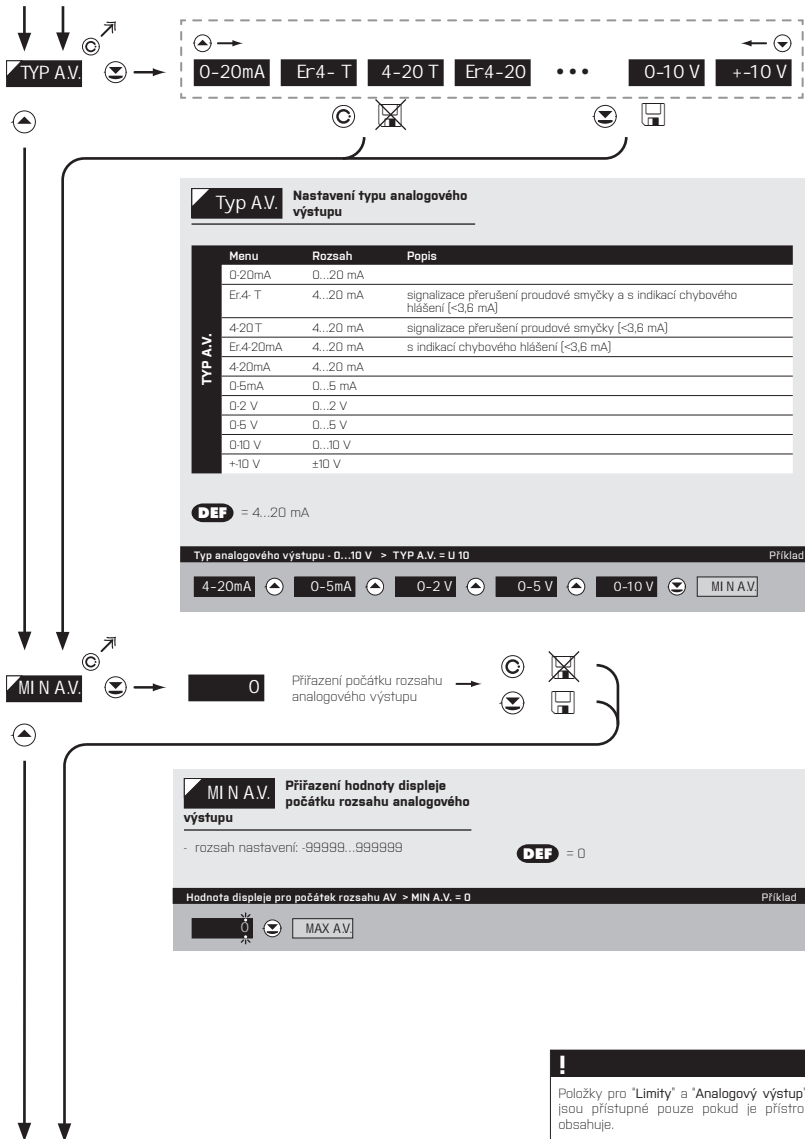 TYP A.V.
0-20mA Er4- T 4-20 T Er4-20 • • • 0-10 V +-10 V
Typ A.V. Nastavení typu analogového
výstupu
TYP A.V.
Menu Rozsah Popis
0-20mA 0...20 mA
Er.4- T 4...20 mA signalizace přerušení proudové smyčky a s indikací chybového
hlášení (<3,6 mA)
4-20T 4...20 mA signalizace přerušení proudové smyčky (<3,6 mA)
Er.4-20mA 4...20 mA s indikací chybového hlášení (<3,6 mA)
4-20mA 4...20 mA
0-5mA 0...5 mA
0-2 V 0...2 V
0-5 V 0...5 V
0-10 V 0...10 V
+-10 V ±10 V
DEF = 4...20 mA
Typ analogového výstupu - 0...10 V > TYP A.V. = U 10 Příklad
4-20mA 0-5mA 0-2 V 0-5 V 0-10 V MIN A.V.
MIN A.V. 0 Přiřazení počátku rozsahu
analogového výstupu
MIN A.V. Přiřazení hodnoty displeje
počátku rozsahu analogového
výstupu
- rozsah nastavení: -99999...999999 DEF = 0
Hodnota displeje pro počátek rozsahu AV > MIN A.V. = 0 Příklad
0 MAX A.V.
!
Položky pro "Limity" a "Analogový výstup"
jsou přístupné pouze pokud je přístro
obsahuje.